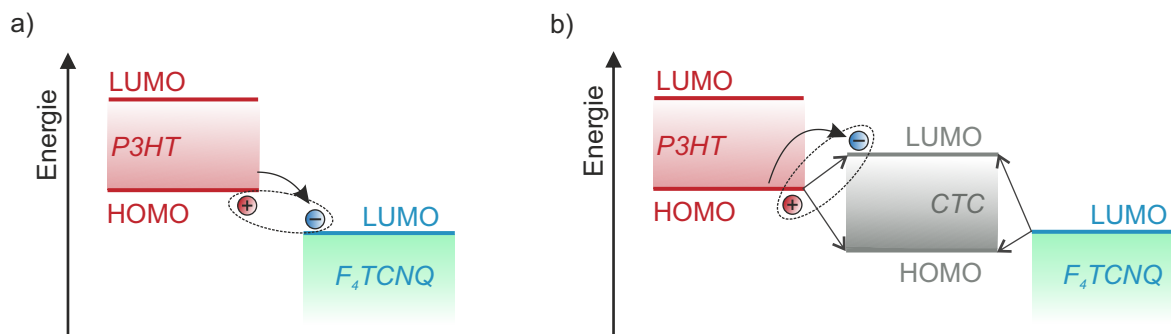 a)
Energie
LUMO
P3HT
HOMO
+
−
LUMO
F₄TCNQ
b)
Energie
LUMO
P3HT
HOMO
+
−
LUMO
CTC
HOMO
LUMO
F₄TCNQ